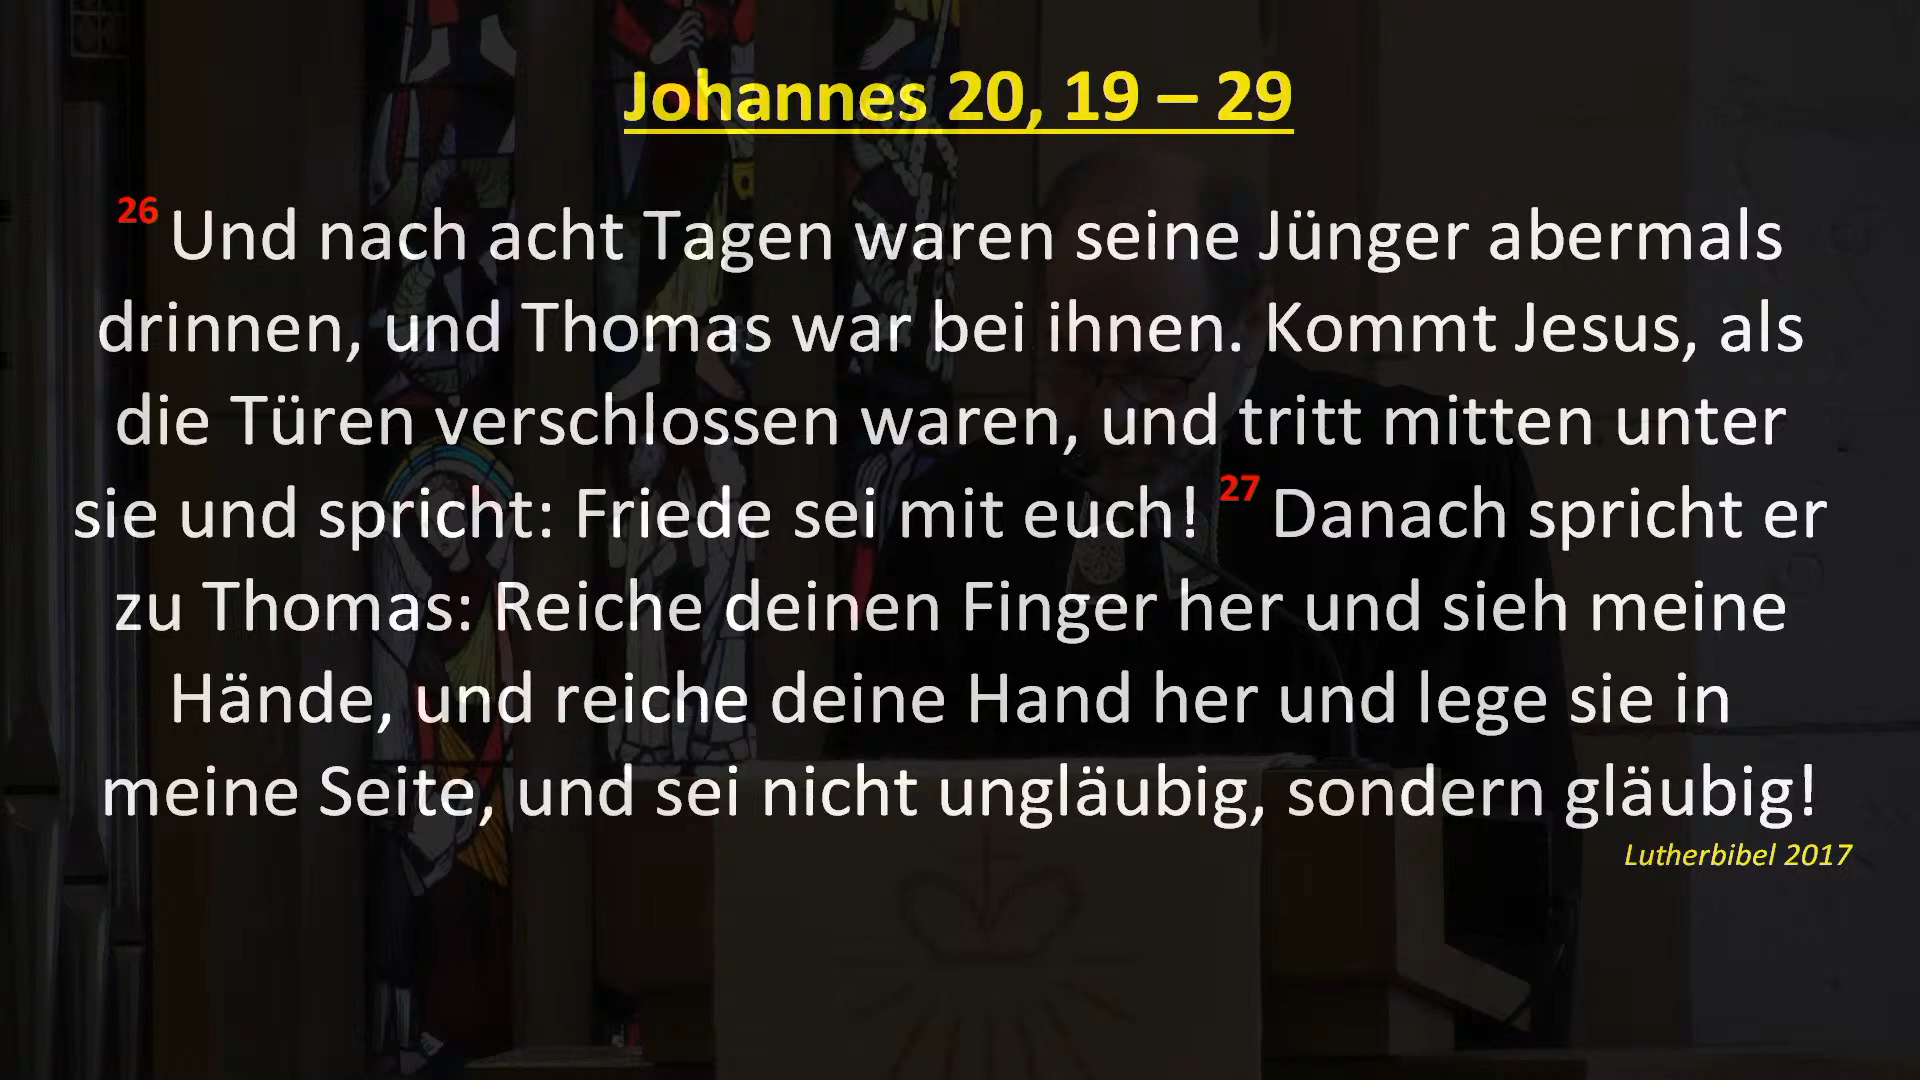 Johannes 20, 19 – 29
26 Und nach acht Tagen waren seine Jünger abermals
drinnen, und Thomas war bei ihnen. Kommt Jesus, als
die Türen verschlossen waren, und tritt mitten unter
sie und spricht: Friede sei mit euch! 27 Danach spricht er
zu Thomas: Reiche deinen Finger her und sieh meine
Hände, und reiche deine Hand her und lege sie in
meine Seite, und sei nicht ungläubig, sondern gläubig!
Lutherbibel 2017